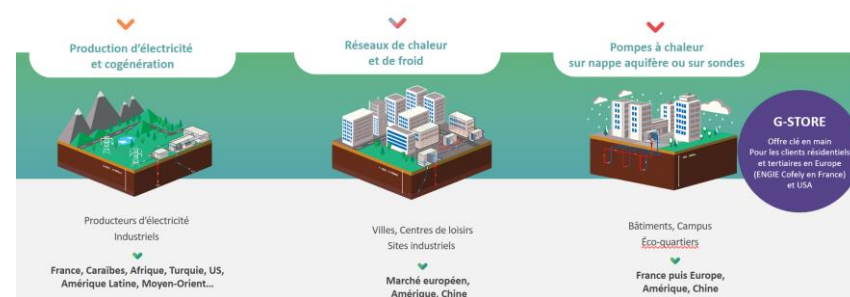 Production d'électricité
et cogénération
Réseaux de chaleur
et de froid
Pompes à chaleur
sur nappe aquifère ou sur sondes
G-STORE
Offre clé en main
Pour les clients résidentiels
et tertiaires en Europe
(ENGIE Cofely en France)
et USA
Producteurs d'électricité
Industriels
Villes, Centres de loisirs
Sites industriels
Bâtiments, Campus
Éco-quartiers
France, Caraïbes, Afrique, Turquie, US,
Amérique Latine, Moyen-Orient...
Marché européen,
Amérique, Chine
France puis Europe,
Amérique, Chine